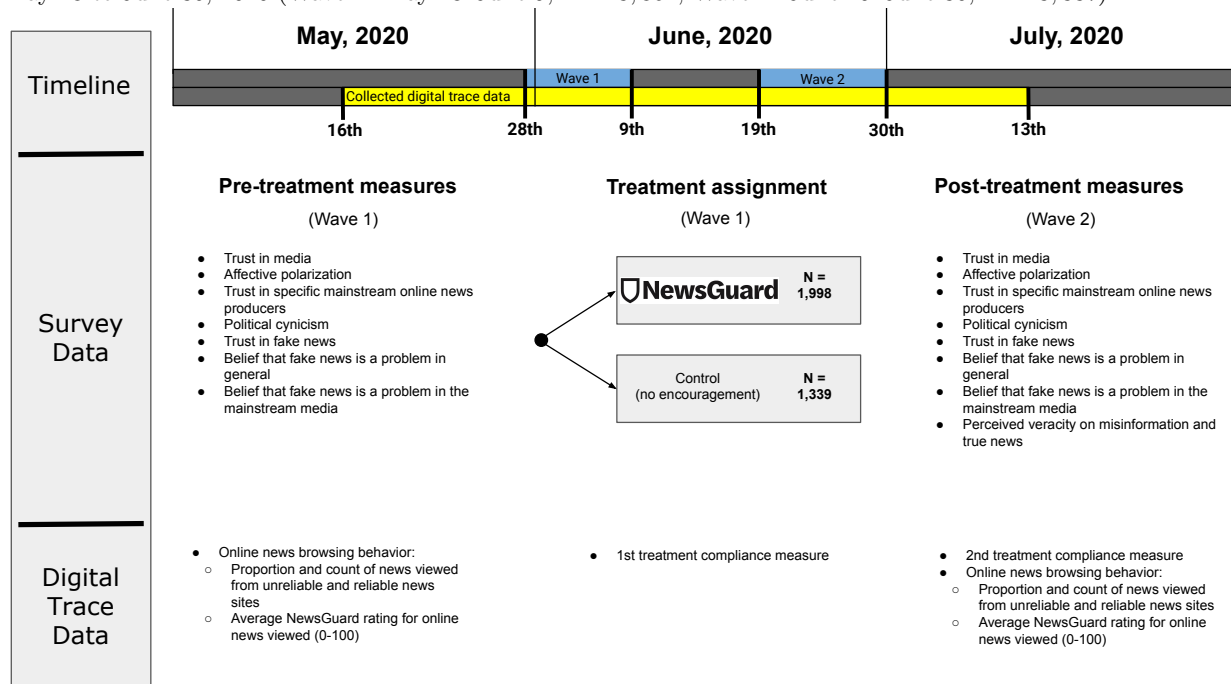 May, 2020
June, 2020
July, 2020
Timeline
Wave 1
Wave 2
Collected digital trace data
16th
28th
9th
19th
30th
13th
Survey
Data
Pre-treatment measures
(Wave 1)
● Trust in media
● Affective polarization
● Trust in specific mainstream online news
producers
● Political cynicism
● Trust in fake news
● Belief that fake news is a problem in
general
● Belief that fake news is a problem in the
mainstream media
Treatment assignment
(Wave 1)
NewsGuard
N =
1,998
Control
(no encouragement)
N =
1,339
Post-treatment measures
(Wave 2)
● Trust in media
● Affective polarization
● Trust in specific mainstream online news
producers
● Political cynicism
● Trust in fake news
● Belief that fake news is a problem in
general
● Belief that fake news is a problem in the
mainstream media
● Perceived veracity on misinformation and
true news
Digital
Trace
Data
● Online news browsing behavior:
○ Proportion and count of news viewed
from unreliable and reliable news
sites
○ Average NewsGuard rating for online
news viewed (0-100)
● 1st treatment compliance measure
● 2nd treatment compliance measure
● Online news browsing behavior:
○ Proportion and count of news viewed
from unreliable and reliable news sites
○ Average NewsGuard rating for online
news viewed (0-100)